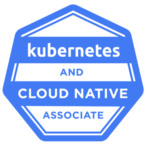 kubernetes
AND
CLOUD NATIVE
ASSOCIATE